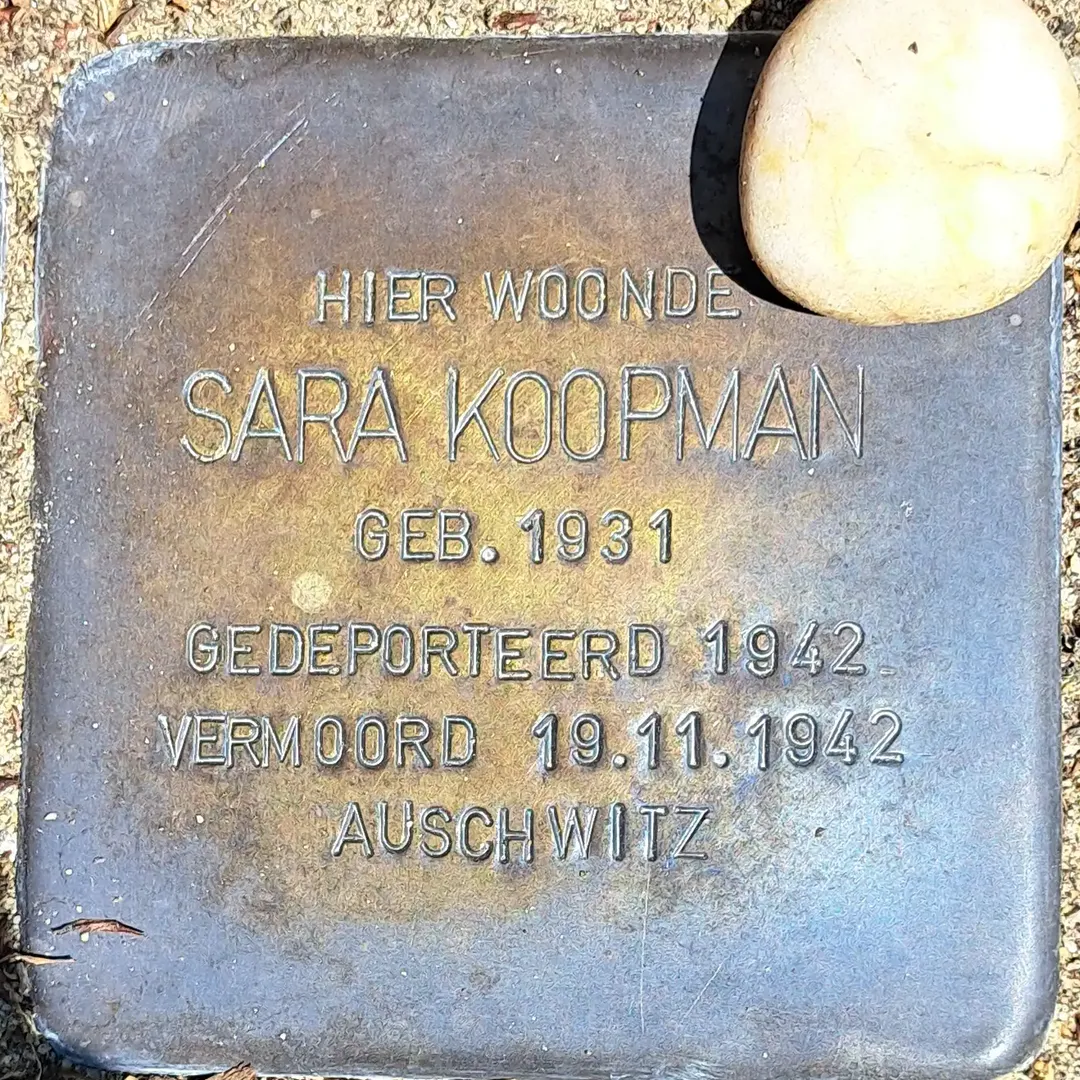 HIER WOONDE
SARA KOOPMAN
GEB. 1931
GEDEPORTEERD 1942
VERMOORD 19.11.1942
AUSCHWITZ